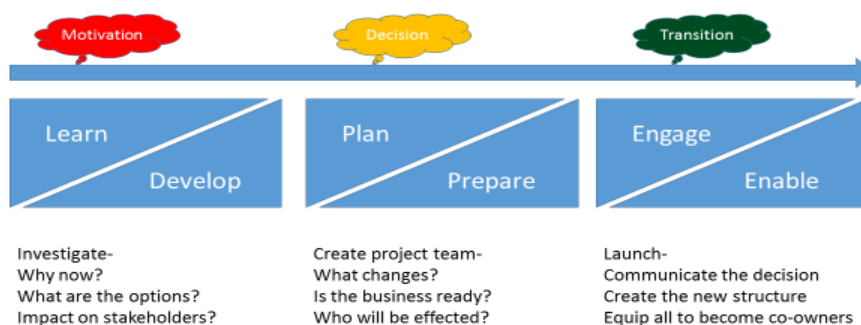 Motivation
Decision
Transition
Learn
Develop
Plan
Prepare
Engage
Enable
Investigate-
Why now?
What are the options?
Impact on stakeholders?
Create project team-
What changes?
Is the business ready?
Who will be effected?
Launch-
Communicate the decision
Create the new structure
Equip all to become co-owners